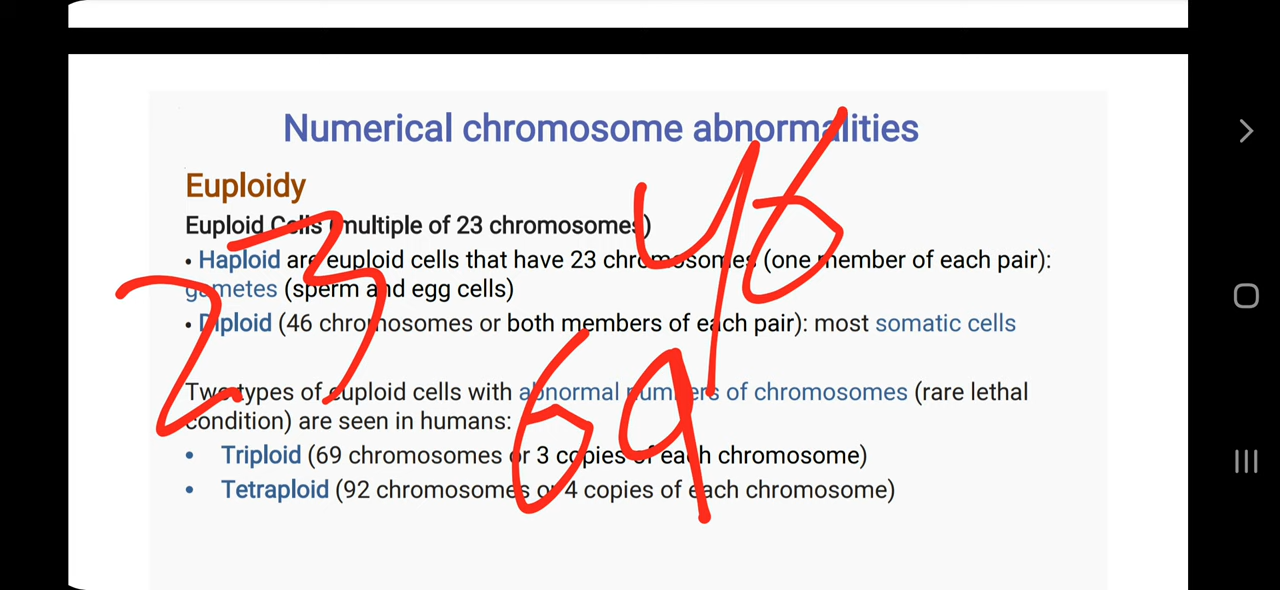 Numerical chromosome abnormalities
Euploidy
Euploid Cells (multiple of 23 chromosomes)
• Haploid are euploid cells that have 23 chromosomes (one member of each pair):
gametes (sperm and egg cells)
• Diploid (46 chromosomes or both members of each pair): most somatic cells
Two types of euploid cells with abnormal numbers of chromosomes (rare lethal
condition) are seen in humans:
• Triploid (69 chromosomes or 3 copies of each chromosome)
• Tetraploid (92 chromosomes or 4 copies of each chromosome)
23
46
69